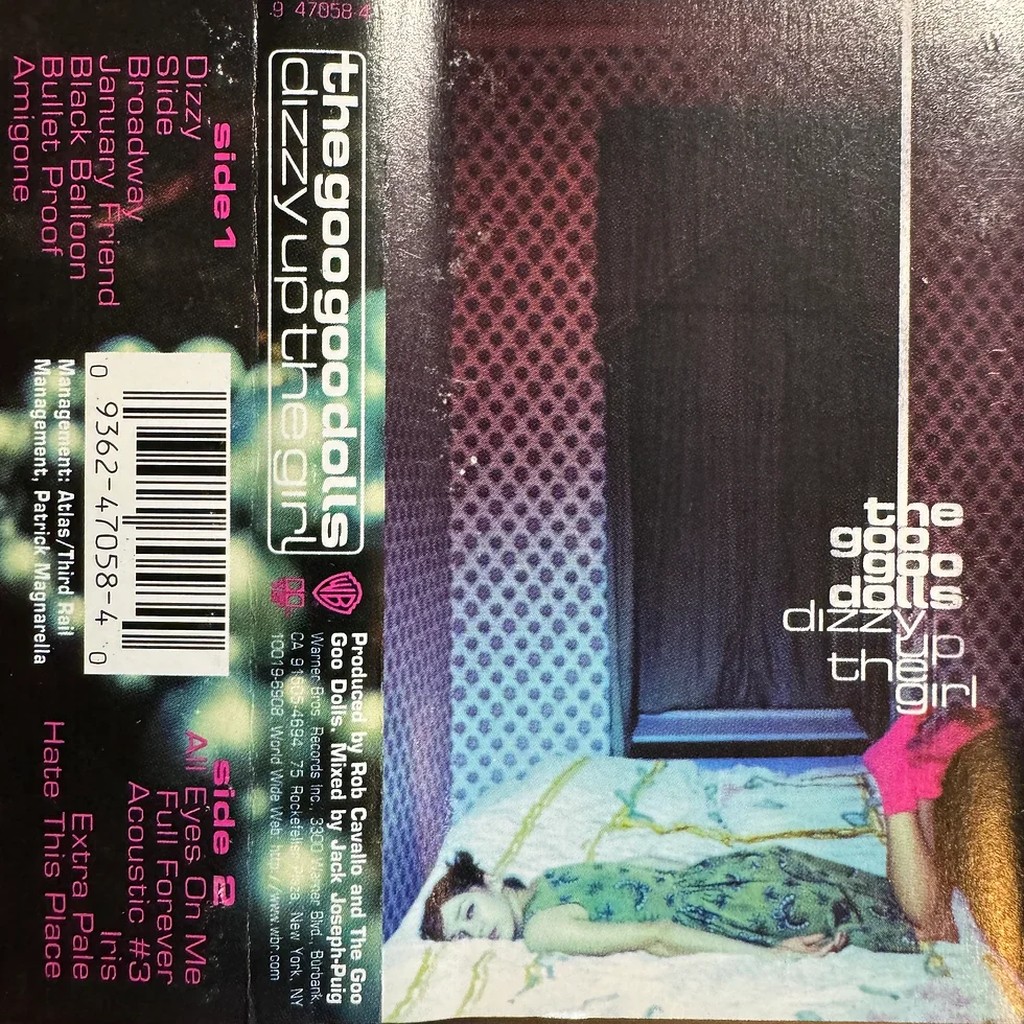 9 47058-4
side 1
Dizzy
Slide
Broadway
January Friend
Black Balloon
Bullet Proof
Amigone
0 9362-47058-4 0
Management: Atlas/Third Rail
Management, Patrick Magnarella
side 2
All Eyes On Me
Full Forever
Acoustic #3
Iris
Extra Pale
Hate This Place
thegoogoodolls
dizzyupthegirl
WB
Produced by Rob Cavallo and The Goo
Goo Dolls. Mixed by Jack Joseph-Puig
Warner Bros. Records Inc., 3300 Warner Blvd., Burbank,
CA 91505-4694. 75 Rockefeller Plaza, New York, NY
10019-6908. World Wide Web: http://www.wbr.com
the
goo
goo
dolls
dizzy
up
the
girl